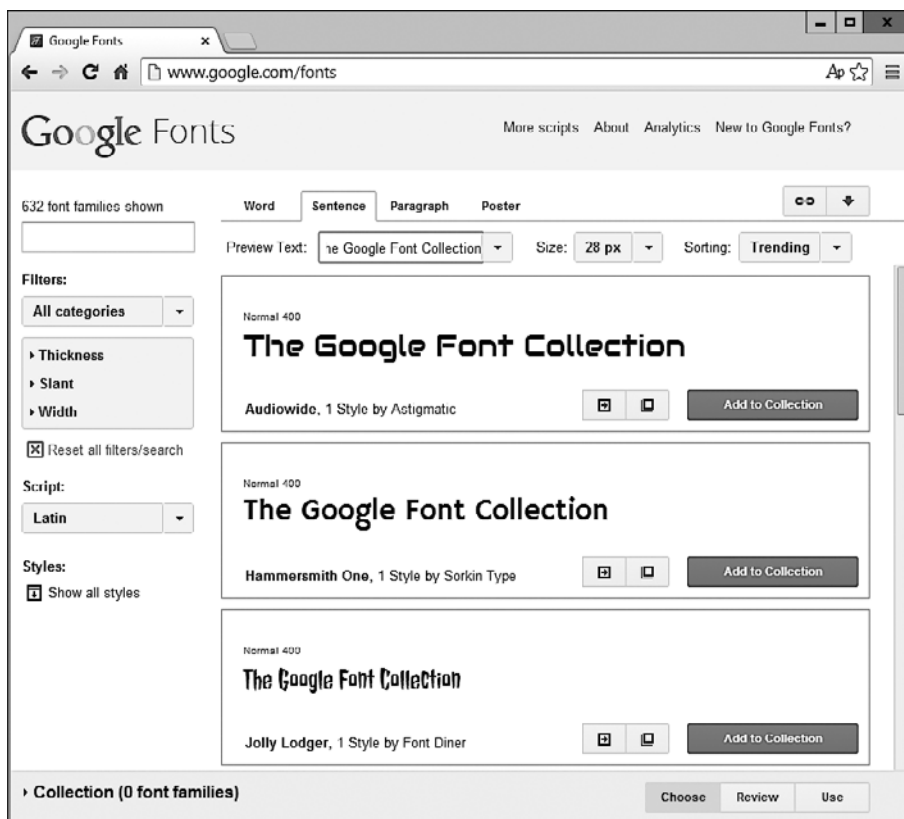 Google Fonts
www.google.com/fonts
Google Fonts
More scripts About Analytics New to Google Fonts?
632 font families shown
Word Sentence Paragraph Poster
Preview Text: he Google Font Collection Size: 28 px Sorting: Trending
Filters:
All categories
Thickness
Slant
Width
Reset all filters/search
Script:
Latin
Styles:
Show all styles
Normal 400
The Google Font Collection
Audiowide, 1 Style by Astigmatic
Add to Collection
Normal 400
The Google Font Collection
Hammersmith One, 1 Style by Sorkin Type
Add to Collection
Normal 400
The Google Font Collection
Jolly Lodger, 1 Style by Font Diner
Add to Collection
Collection (0 font families)
Choose Review Use